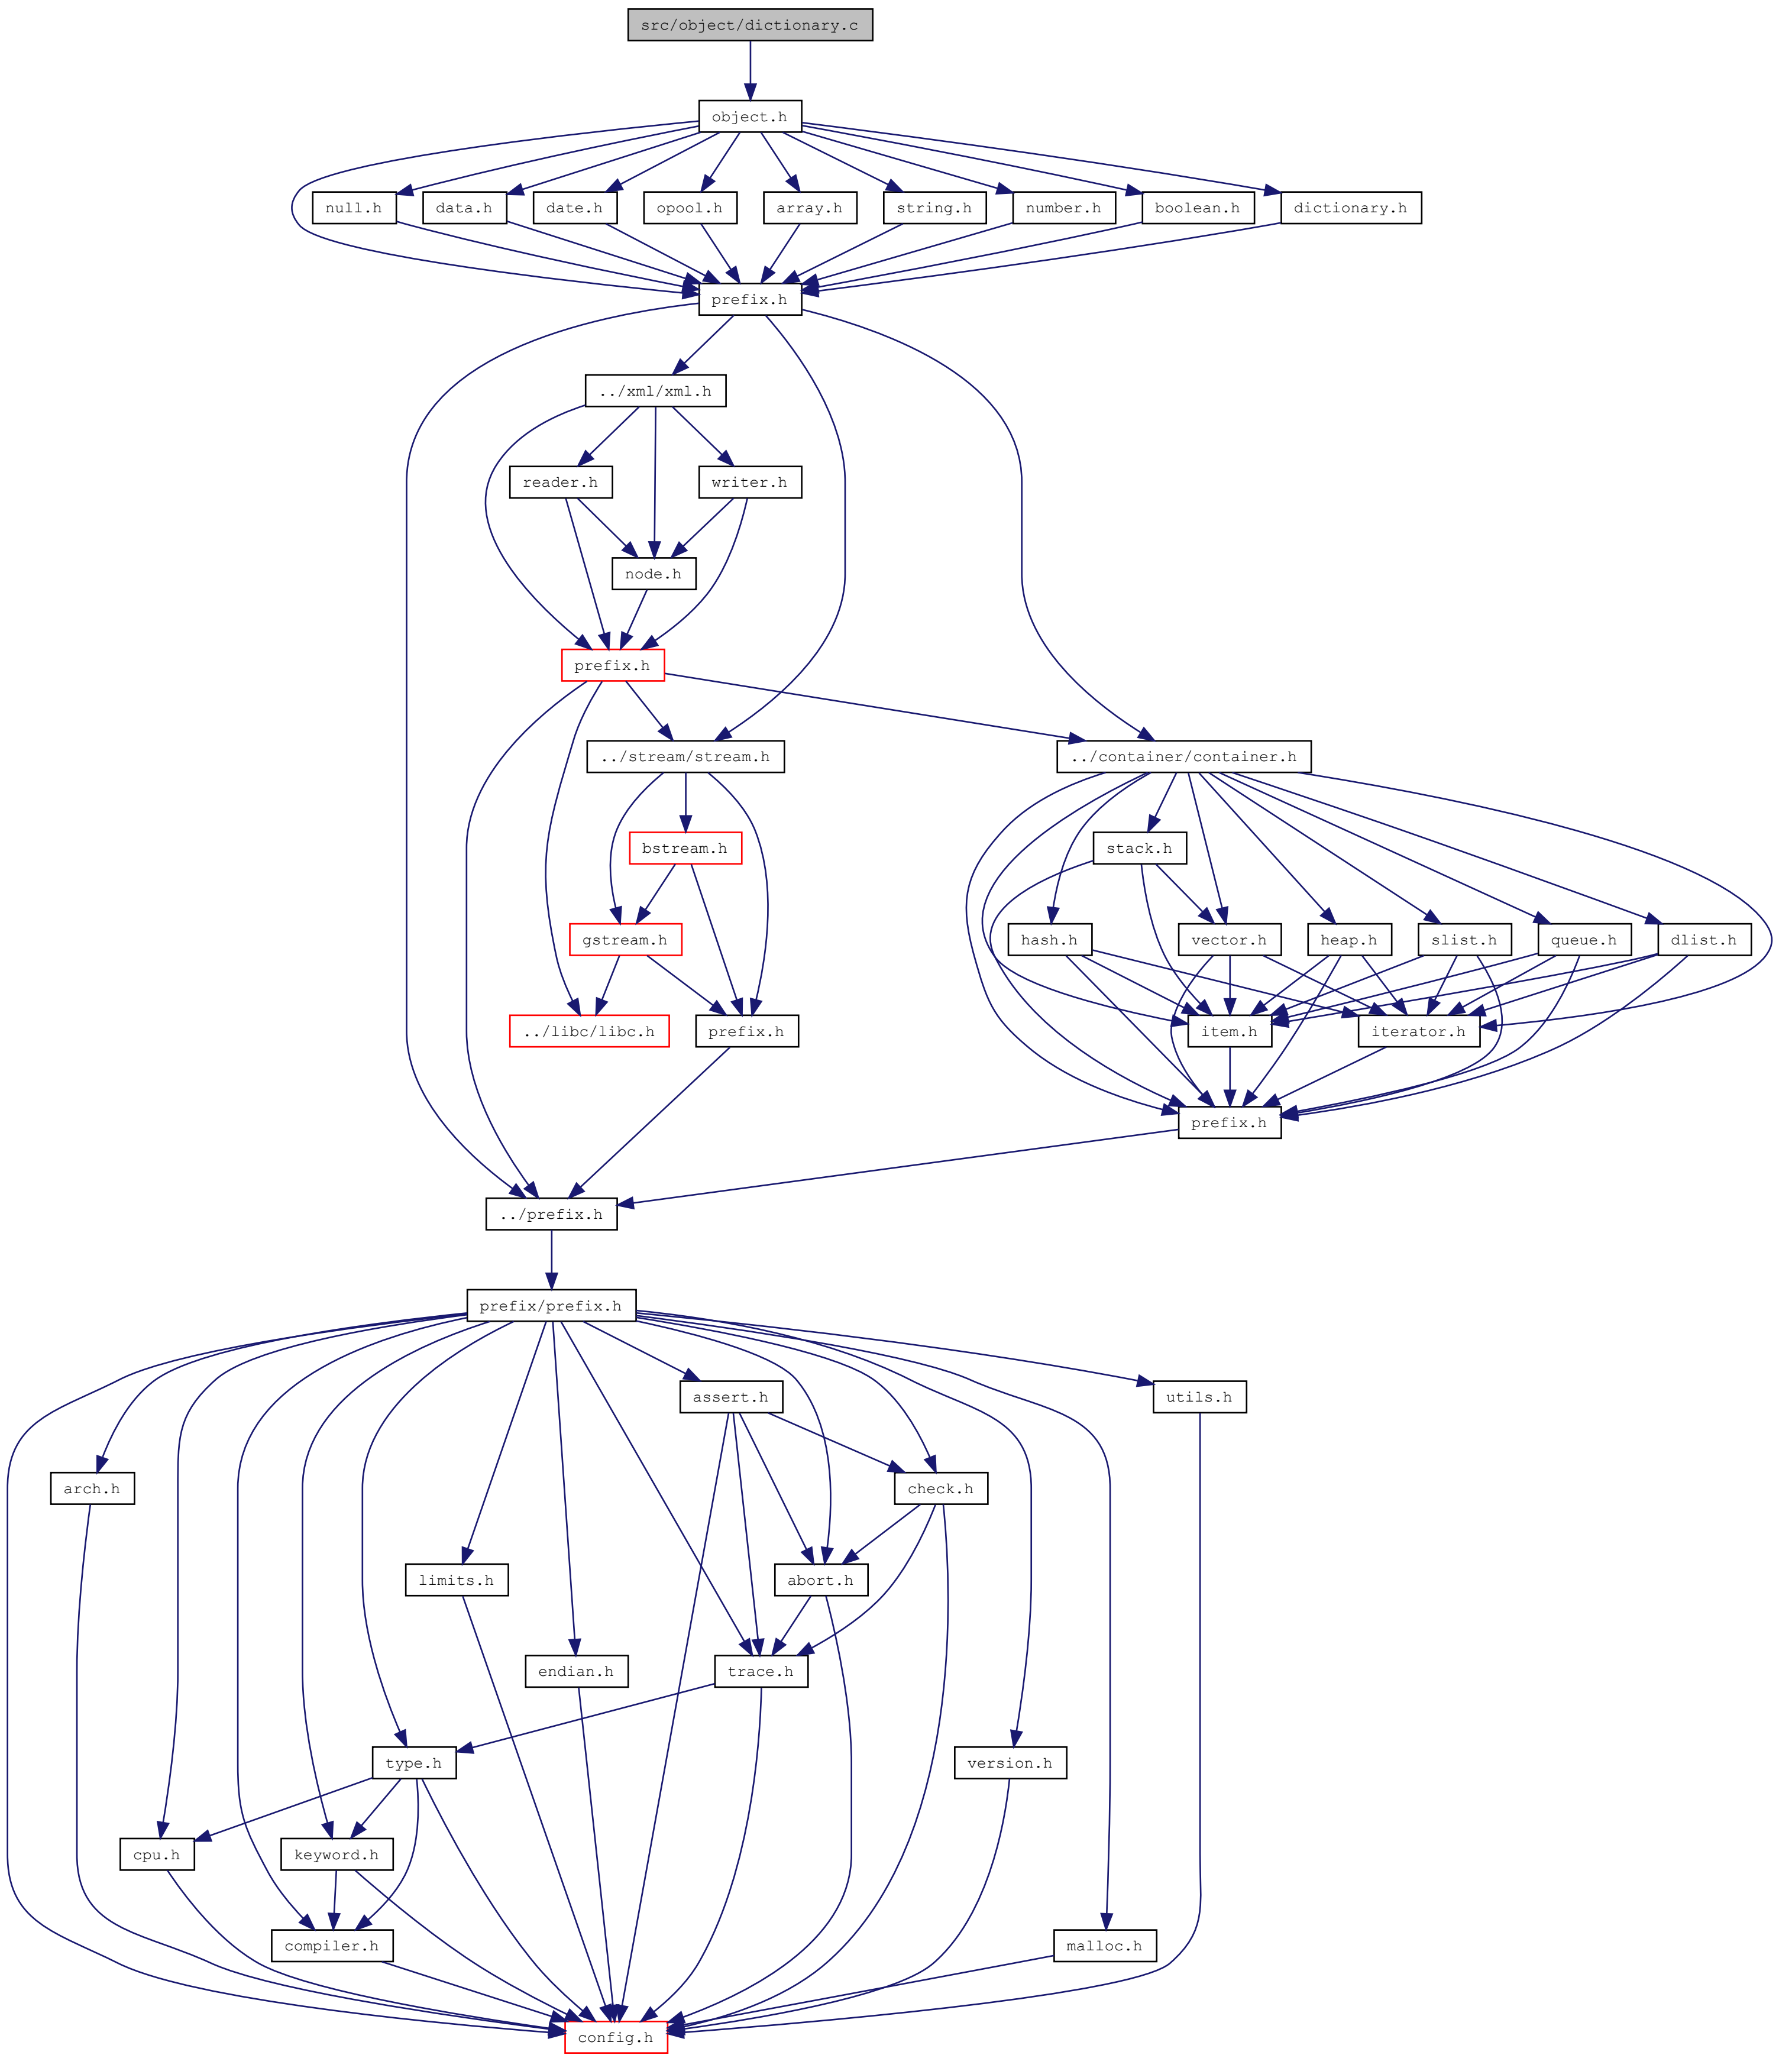 src/object/dictionary.c
object.h
null.h
data.h
date.h
opool.h
array.h
string.h
number.h
boolean.h
dictionary.h
prefix.h
../xml/xml.h
reader.h
writer.h
node.h
prefix.h
../stream/stream.h
../container/container.h
bstream.h
stack.h
gstream.h
hash.h
vector.h
heap.h
slist.h
queue.h
dlist.h
../libc/libc.h
prefix.h
item.h
iterator.h
prefix.h
../prefix.h
prefix/prefix.h
assert.h
utils.h
arch.h
check.h
limits.h
abort.h
endian.h
trace.h
type.h
version.h
cpu.h
keyword.h
compiler.h
malloc.h
config.h